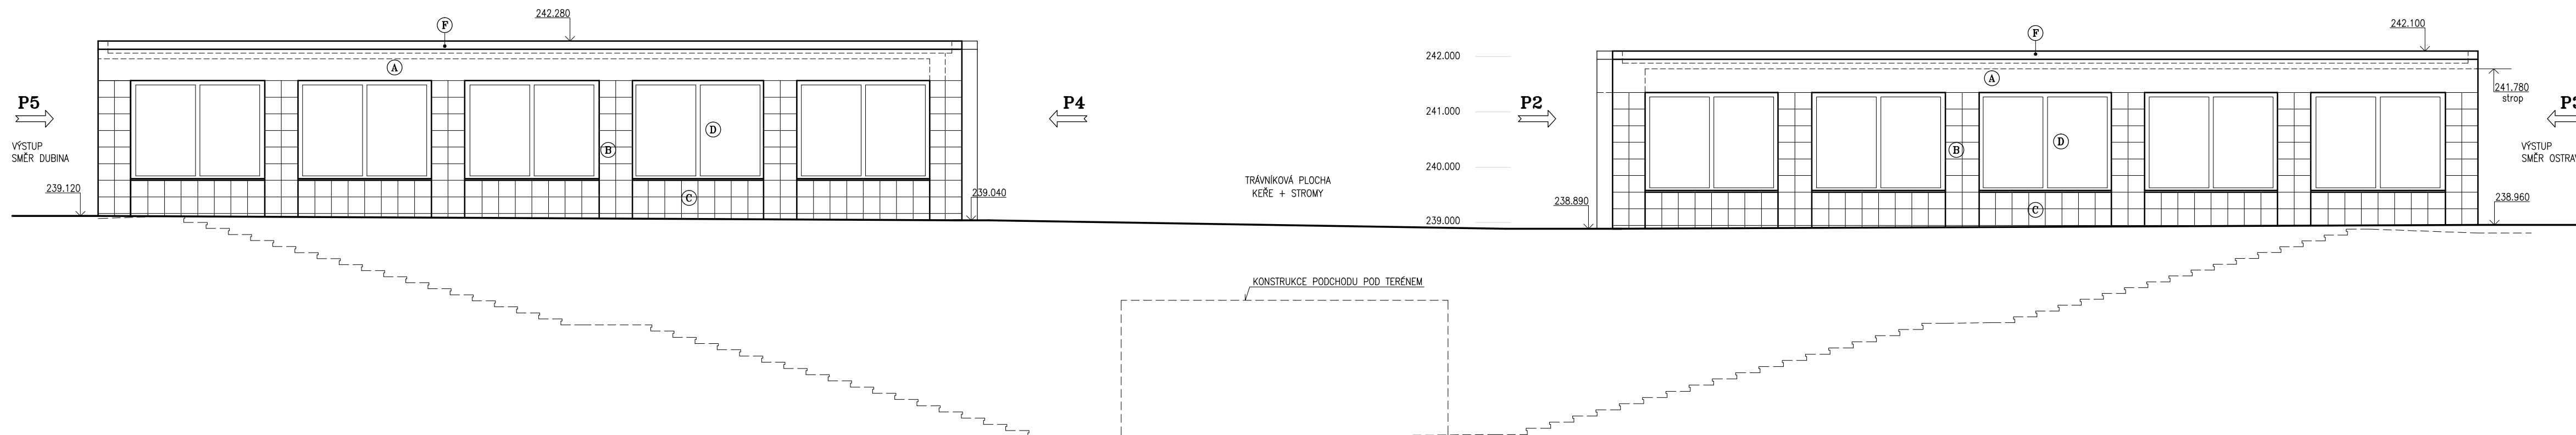 242.280
F
A
P5
VÝSTUP
SMĚR DUBINA
239.120
B
D
C
239.040
P4
TRÁVNÍKOVÁ PLOCHA
KEŘE + STROMY
KONSTRUKCE PODCHODU POD TERÉNEM
242.000
241.000
240.000
239.000
P2
238.890
F
A
B
D
C
242.100
241.780
strop
VÝSTUP
SMĚR
238.960